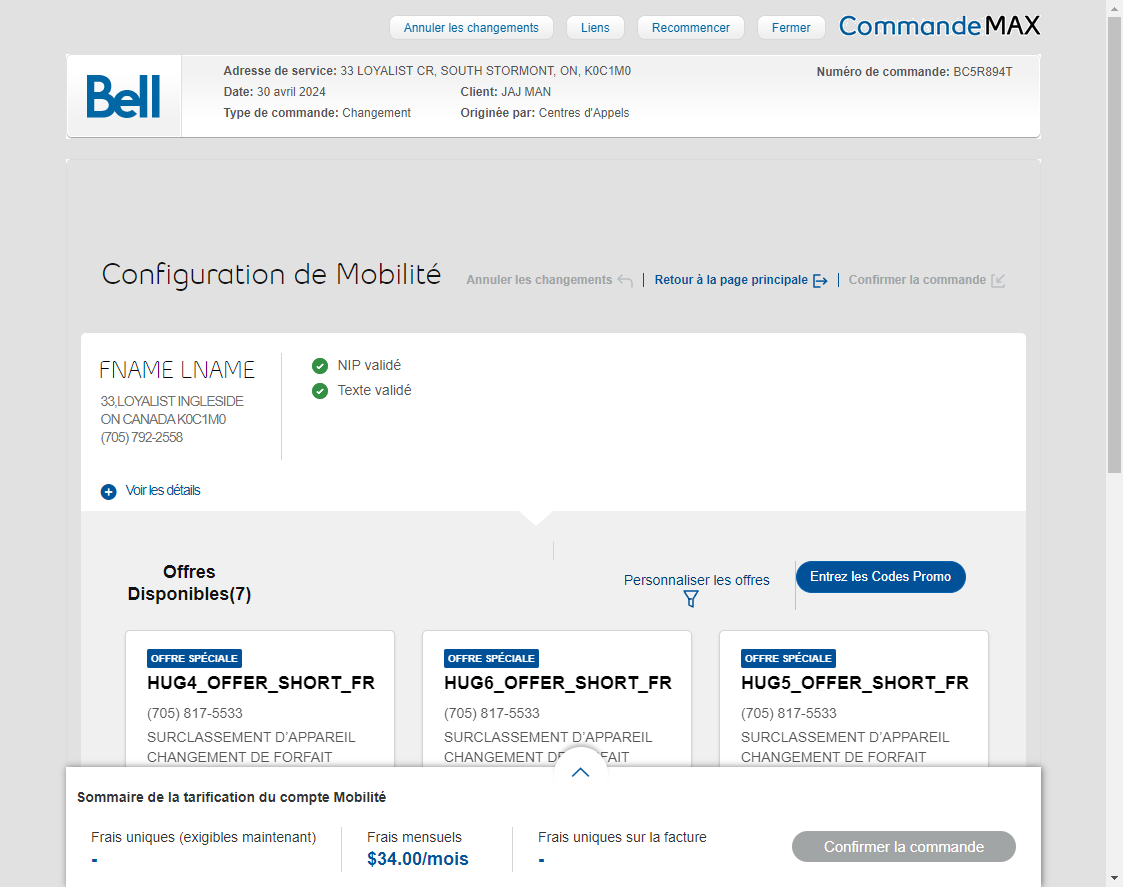 Annuler les changements
Liens
Recommencer
Fermer
CommandeMAX
Bell
Adresse de service: 33 LOYALIST CR, SOUTH STORMONT, ON, K0C1M0
Numéro de commande: BC5R894T
Date: 30 avril 2024
Client: JAJ MAN
Type de commande: Changement
Originée par: Centres d'Appels
Configuration de Mobilité
Annuler les changements
Retour à la page principale
Confirmer la commande
FNAME LNAME
33,LOYALIST INGLESIDE
ON CANADA K0C1M0
(705) 792-2558
NIP validé
Texte validé
Voir les détails
Offres
Disponibles(7)
Personnaliser les offres
Entrez les Codes Promo
OFFRE SPÉCIALE
HUG4_OFFER_SHORT_FR
(705) 817-5533
SURCLASSEMENT D'APPAREIL
CHANGEMENT DE FORFAIT
OFFRE SPÉCIALE
HUG6_OFFER_SHORT_FR
(705) 817-5533
SURCLASSEMENT D'APPAREIL
CHANGEMENT DE FORFAIT
OFFRE SPÉCIALE
HUG5_OFFER_SHORT_FR
(705) 817-5533
SURCLASSEMENT D'APPAREIL
CHANGEMENT DE FORFAIT
Sommaire de la tarification du compte Mobilité
Frais uniques (exigibles maintenant)
-
Frais mensuels
$34.00/mois
Frais uniques sur la facture
-
Confirmer la commande